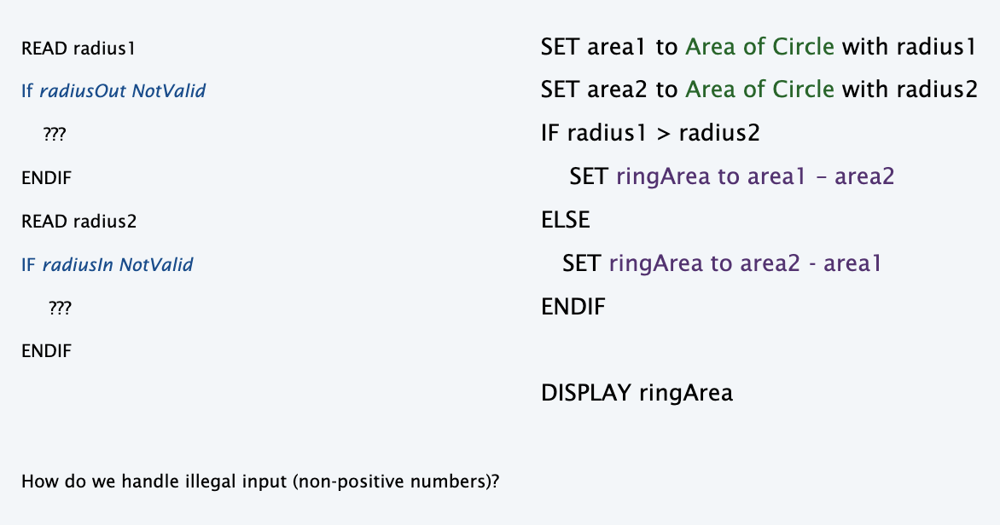 READ radius1
If radiusOut NotValid
???
ENDIF
READ radius2
IF radiusIn NotValid
???
ENDIF
How do we handle illegal input (non-positive numbers)?
SET area1 to Area of Circle with radius1
SET area2 to Area of Circle with radius2
IF radius1 > radius2
SET ringArea to area1 – area2
ELSE
SET ringArea to area2 - area1
ENDIF
DISPLAY ringArea